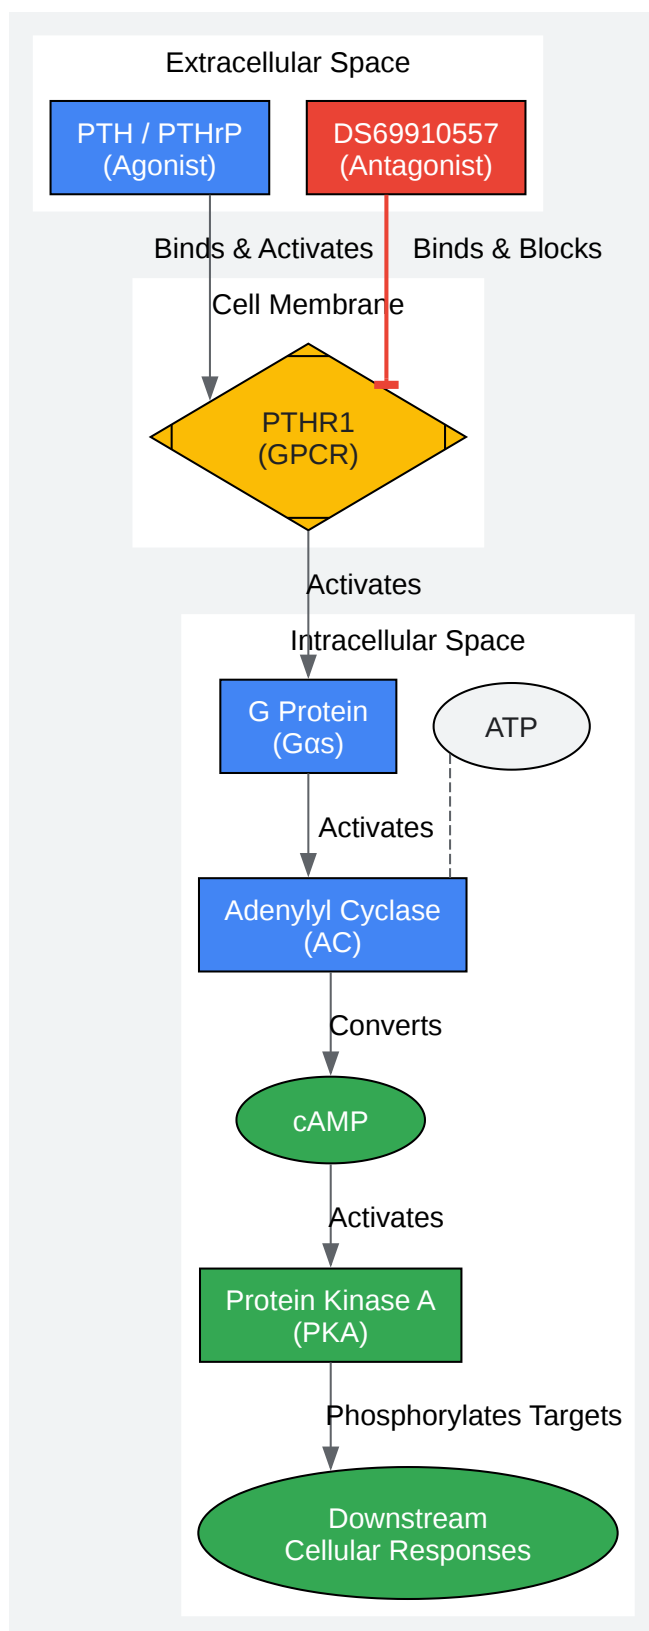 Extracellular Space
PTH / PTHrP
(Agonist)
DS69910557
(Antagonist)
Binds & Activates
Binds & Blocks
Cell Membrane
PTHR1
(GPCR)
Activates
Intracellular Space
G Protein
(Gαs)
ATP
Activates
Adenylyl Cyclase
(AC)
Converts
cAMP
Activates
Protein Kinase A
(PKA)
Phosphorylates Targets
Downstream
Cellular Responses